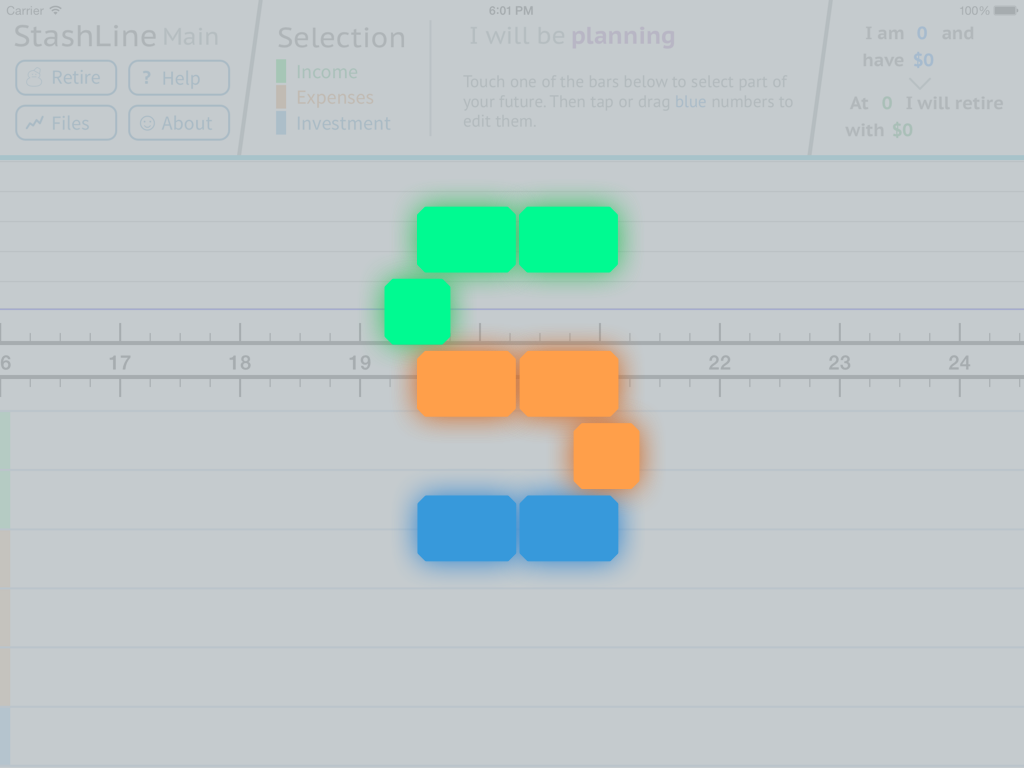 Carrier 6:01 PM 100%
StashLine Main
Retire
? Help
Files
About
Selection
Income
Expenses
Investment
I will be planning
Touch one of the bars below to select part of
your future. Then tap or drag blue numbers to
edit them.
I am 0 and
have $0
At 0 I will retire
with $0
6 17 18 19 22 23 24